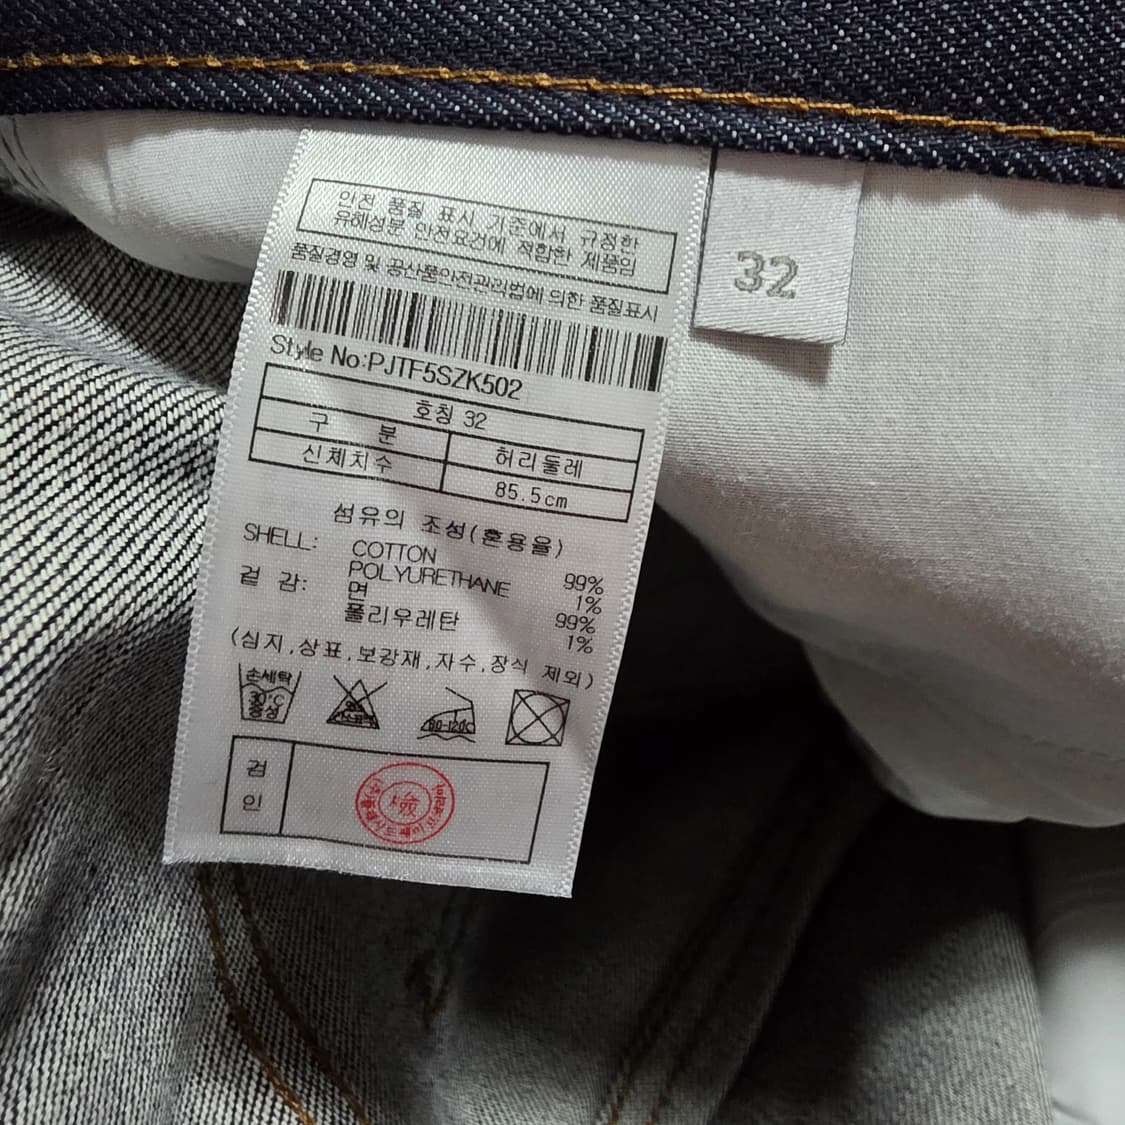 안전 품질 표시 기준에서 규정한
유해성분 안전요건에 적합한 제품임
품질경영 및 공산품안전관리법에 의한 품질표시
32
Style No:PJTF5SZK502
호칭 32
구 분 허리둘레
신체치수 85.5cm
섬유의 조성(혼용율)
SHELL: COTTON 99%
POLYURETHANE 1%
겉 감: 면 99%
폴리우레탄 1%
(심지,상표,보강재,자수,장식 제외)
손세탁
30°C
중성
80-120C
검
인
檢